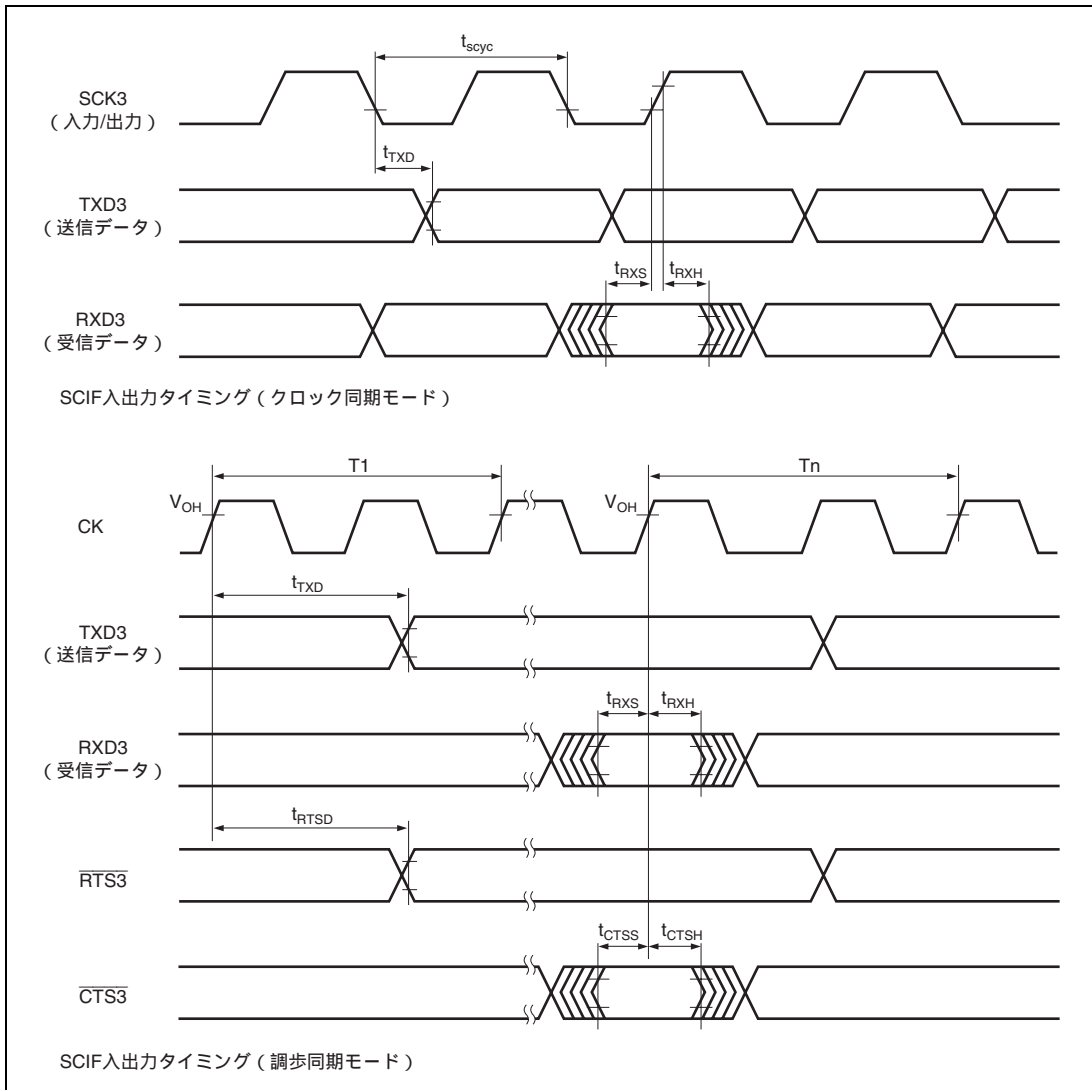 tscyc
SCK3
（入力/出力）
tTXD
TXD3
（送信データ）
tRXS tRXH
RXD3
（受信データ）
SCIF入出力タイミング（クロック同期モード）
T1 Tn
VOH VOH
CK
tTXD
TXD3
（送信データ）
tRXS tRXH
RXD3
（受信データ）
tRTSD
RTS3
tCTSS tCTSH
CTS3
SCIF入出力タイミング（調歩同期モード）